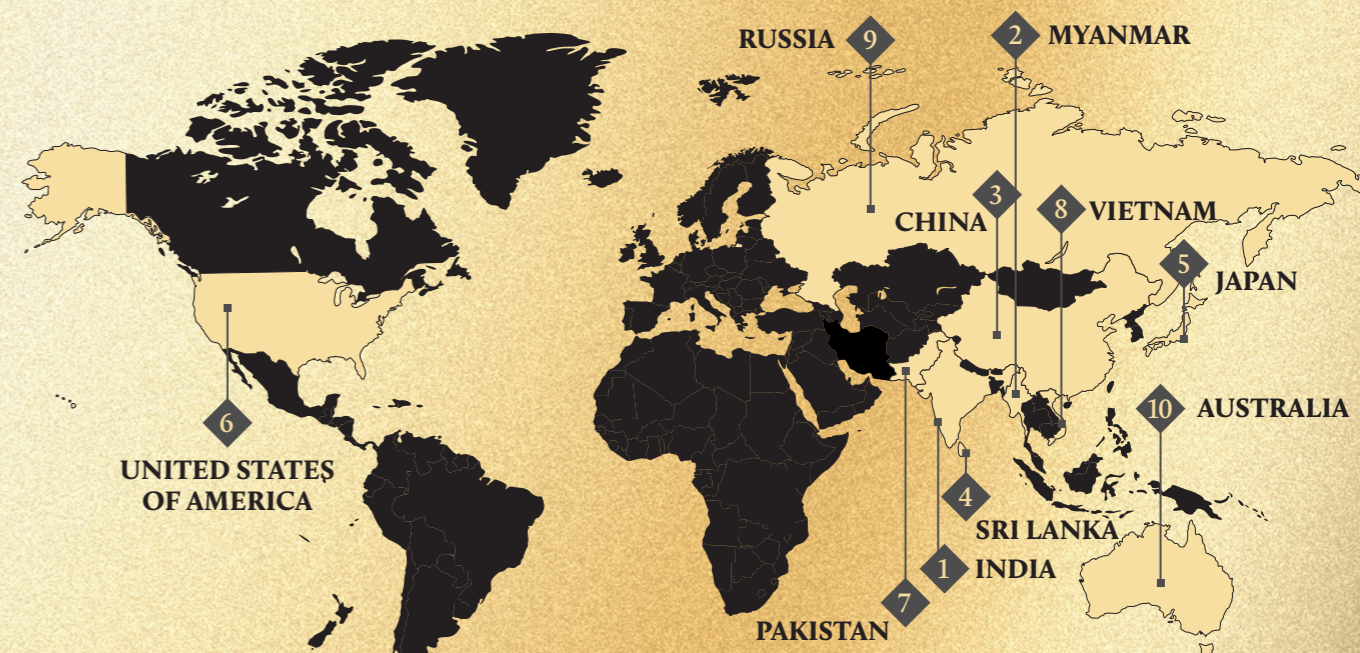 RUSSIA 9
2 MYANMAR
3
CHINA
8 VIETNAM
5
JAPAN
10 AUSTRALIA
6
UNITED STATES
OF AMERICA
4
SRI LANKA
1 INDIA
7
PAKISTAN